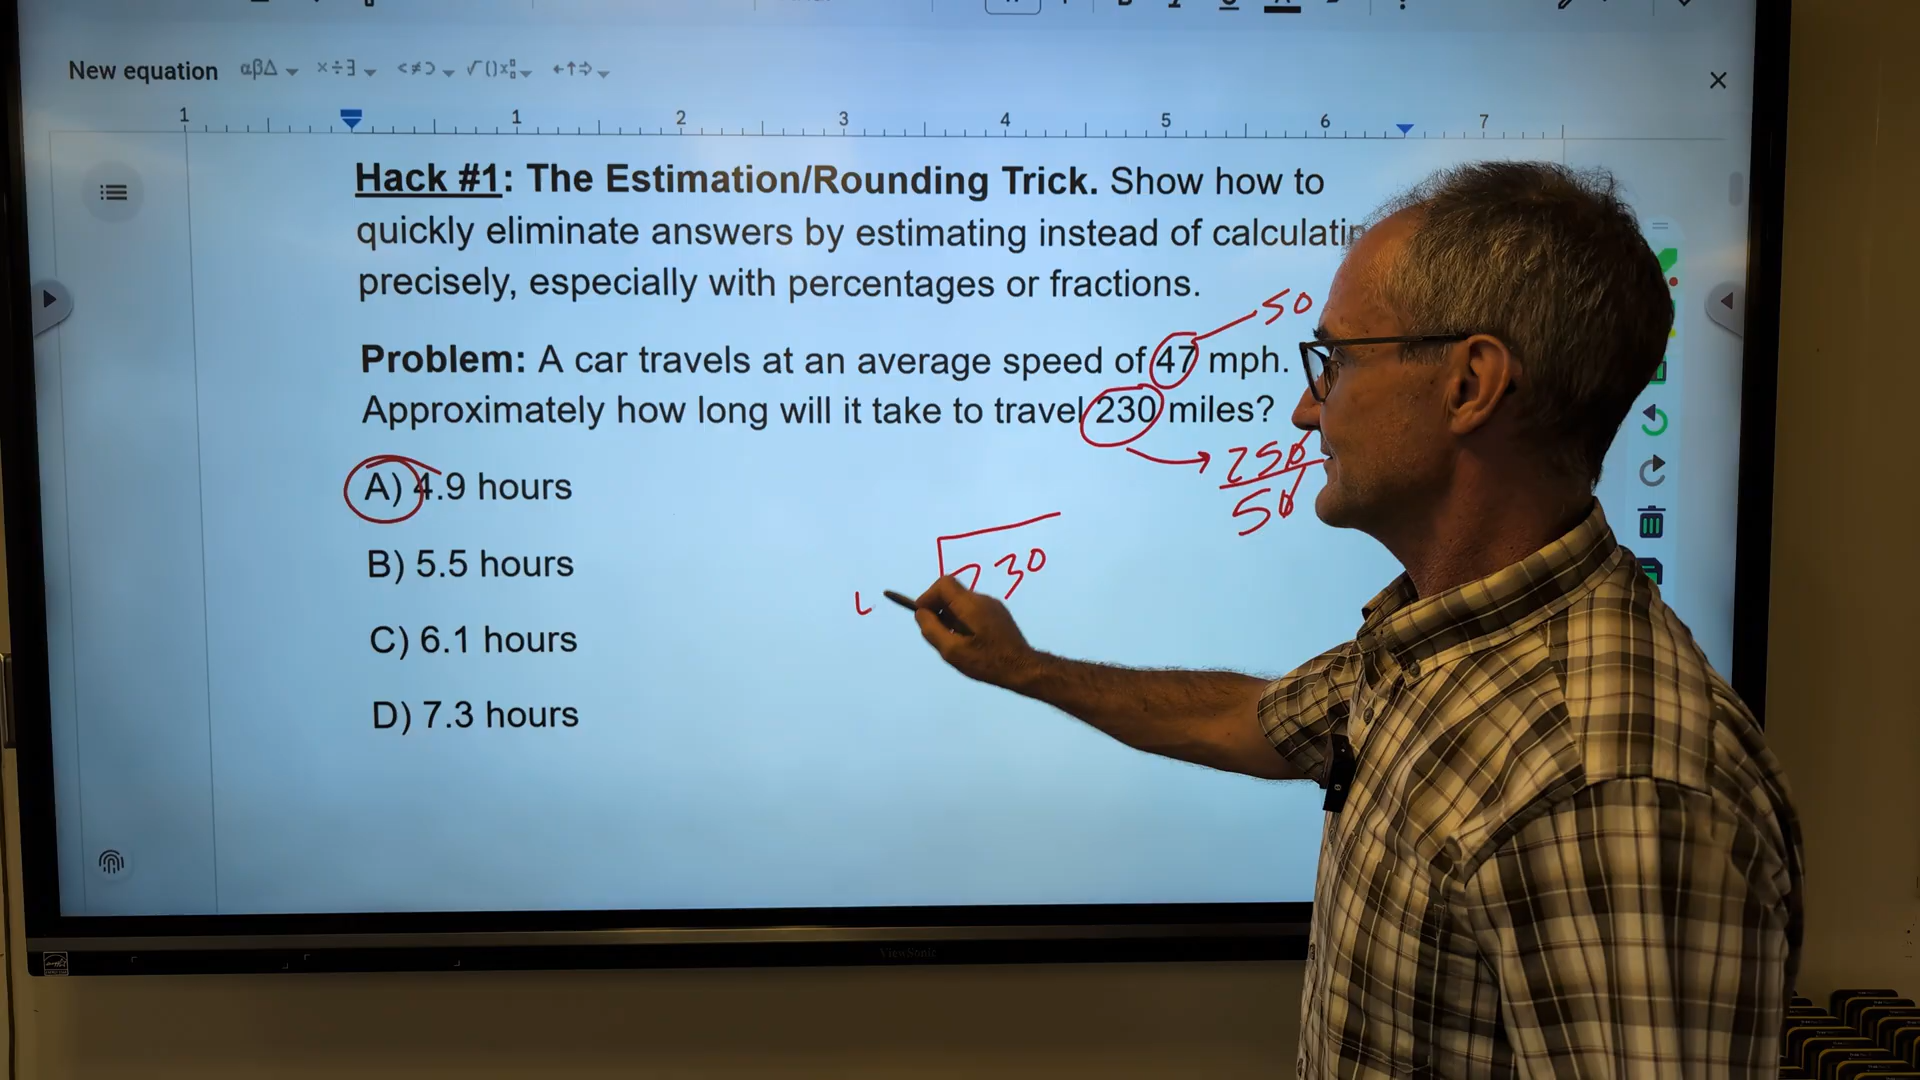 New equation αβΔ ×÷∃ <≠⊃ √()x ←↑⇒
1 1 2 3 4 5 6 7
Hack #1: The Estimation/Rounding Trick. Show how to
quickly eliminate answers by estimating instead of calculatin
precisely, especially with percentages or fractions.
50
Problem: A car travels at an average speed of 47 mph.
Approximately how long will it take to travel 230 miles?
250
50
A) 4.9 hours
B) 5.5 hours
230
C) 6.1 hours
D) 7.3 hours
ViewSonic